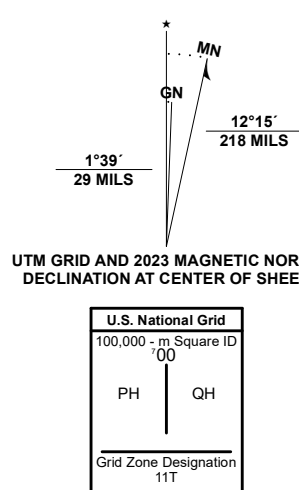 ★
MN
GN
12°15´
218 MILS
1°39´
29 MILS
UTM GRID AND 2023 MAGNETIC NOR
DECLINATION AT CENTER OF SHEE
U.S. National Grid
100,000 - m Square ID
⁷00
PH QH
Grid Zone Designation
11T